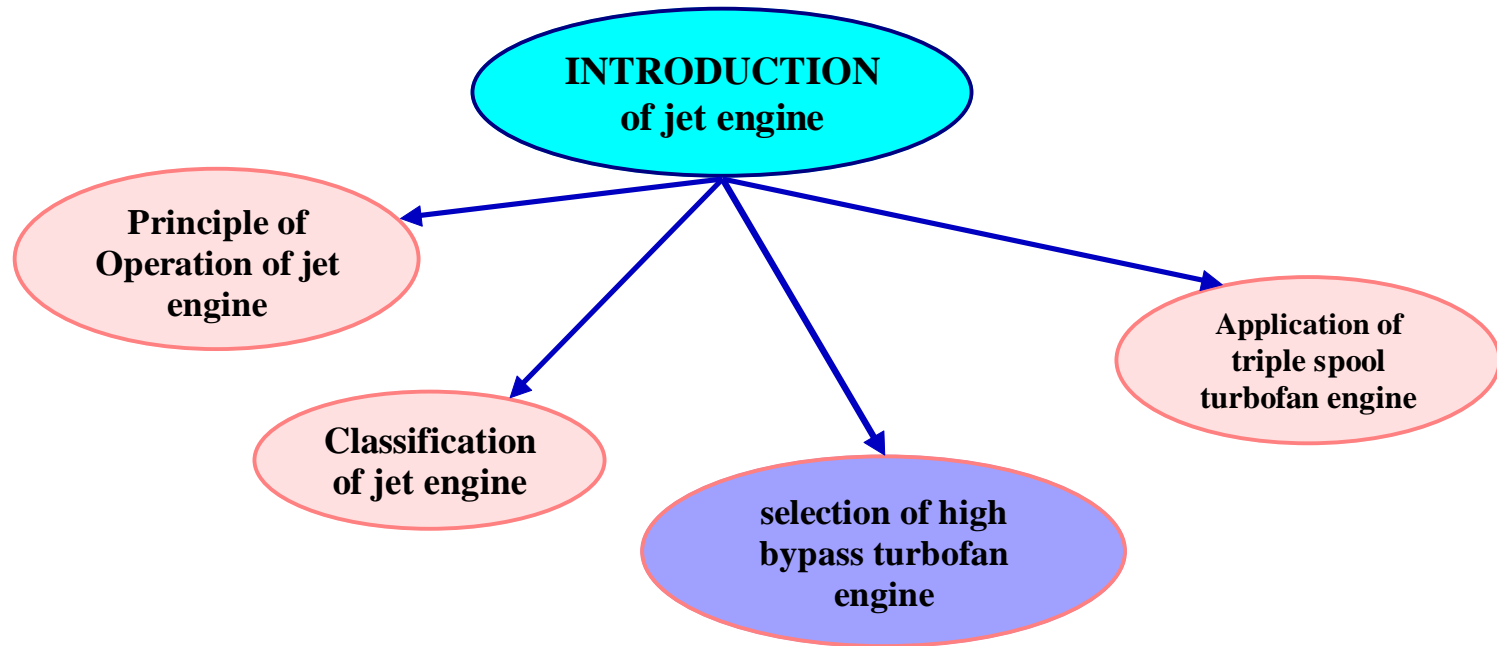 INTRODUCTION
of jet engine
Principle of
Operation of jet
engine
Classification
of jet engine
selection of high
bypass turbofan
engine
Application of
triple spool
turbofan engine